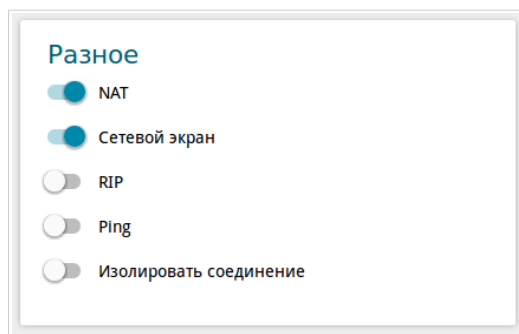 Разное
NAT
Сетевой экран
RIP
Ping
Изолировать соединение